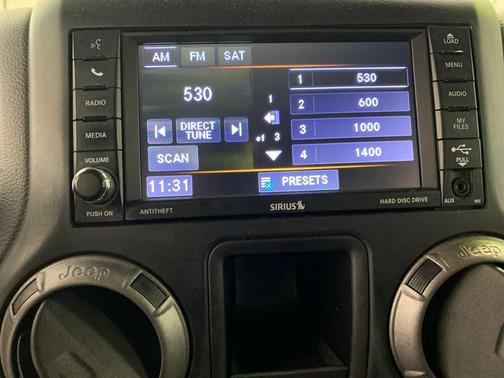 LOAD
AM FM SAT
MENU
1 530
530
1
RADIO
2 600
AUDIO
DIRECT TUNE
of 3
3 1000
MY FILES
MEDIA
SCAN
4 1400
VOLUME
PULL
11:31
PRESETS
PUSH ON
ANTITHEFT
SIRIUS
HARD DISC DRIVE
AUX
Jeep
Jeep